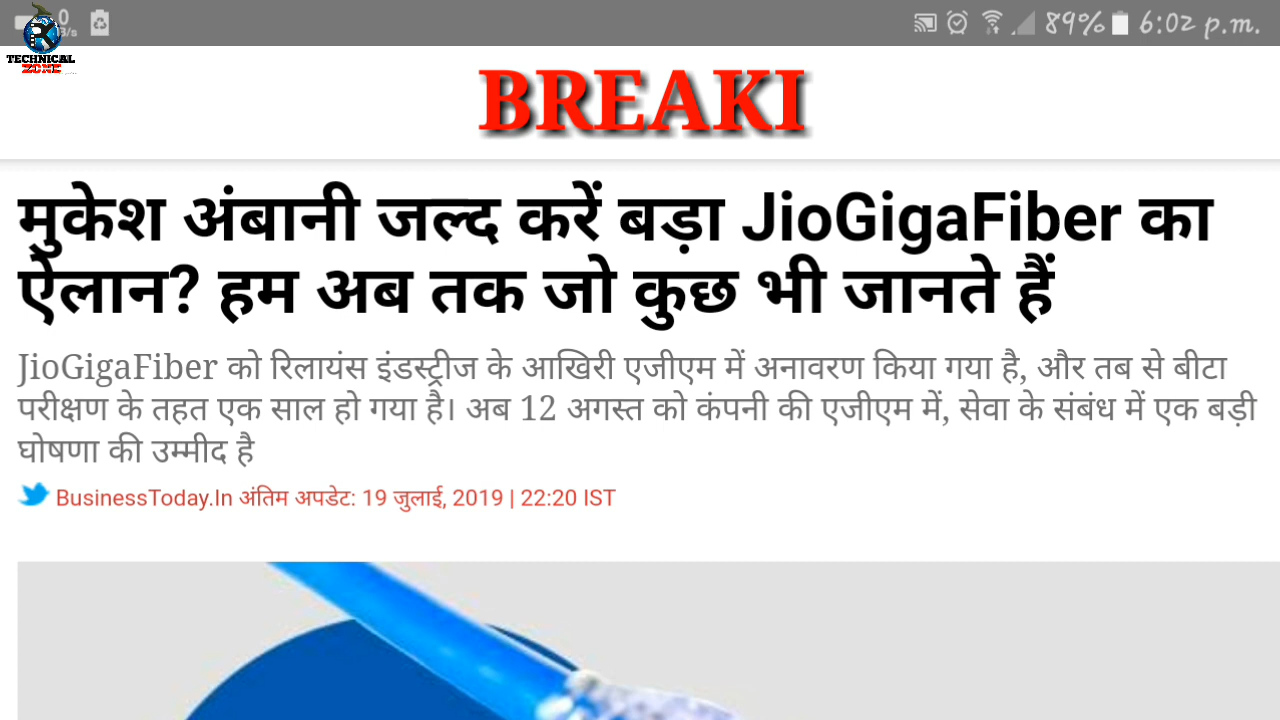 0
B/s
89% 6:02 p.m.
TECHNICAL
ZONE
BREAKI
मुकेश अंबानी जल्द करें बड़ा JioGigaFiber का
ऐलान? हम अब तक जो कुछ भी जानते हैं
JioGigaFiber को रिलायंस इंडस्ट्रीज के आखिरी एजीएम में अनावरण किया गया है, और तब से बीटा
परीक्षण के तहत एक साल हो गया है। अब 12 अगस्त को कंपनी की एजीएम में, सेवा के संबंध में एक बड़ी
घोषणा की उम्मीद है
BusinessToday.In अंतिम अपडेट: 19 जुलाई, 2019 | 22:20 IST